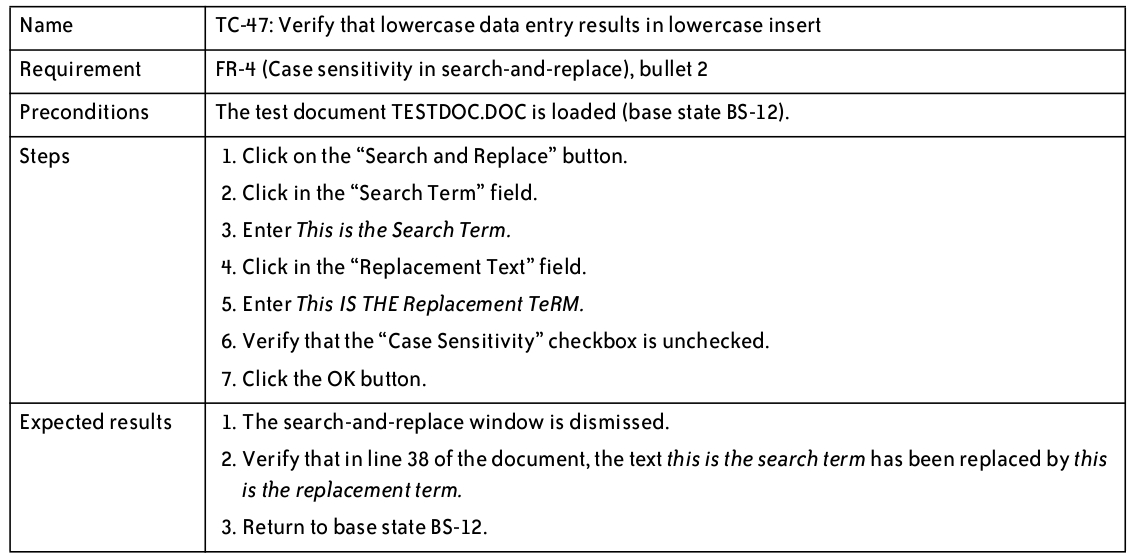 Name
TC-47: Verify that lowercase data entry results in lowercase insert
Requirement
FR-4 (Case sensitivity in search-and-replace), bullet 2
Preconditions
The test document TESTDOC.DOC is loaded (base state BS-12).
Steps
1. Click on the “Search and Replace” button.
2. Click in the “Search Term” field.
3. Enter This is the Search Term.
4. Click in the “Replacement Text” field.
5. Enter This IS THE Replacement TeRM.
6. Verify that the “Case Sensitivity” checkbox is unchecked.
7. Click the OK button.
Expected results
1. The search-and-replace window is dismissed.
2. Verify that in line 38 of the document, the text this is the search term has been replaced by this
is the replacement term.
3. Return to base state BS-12.